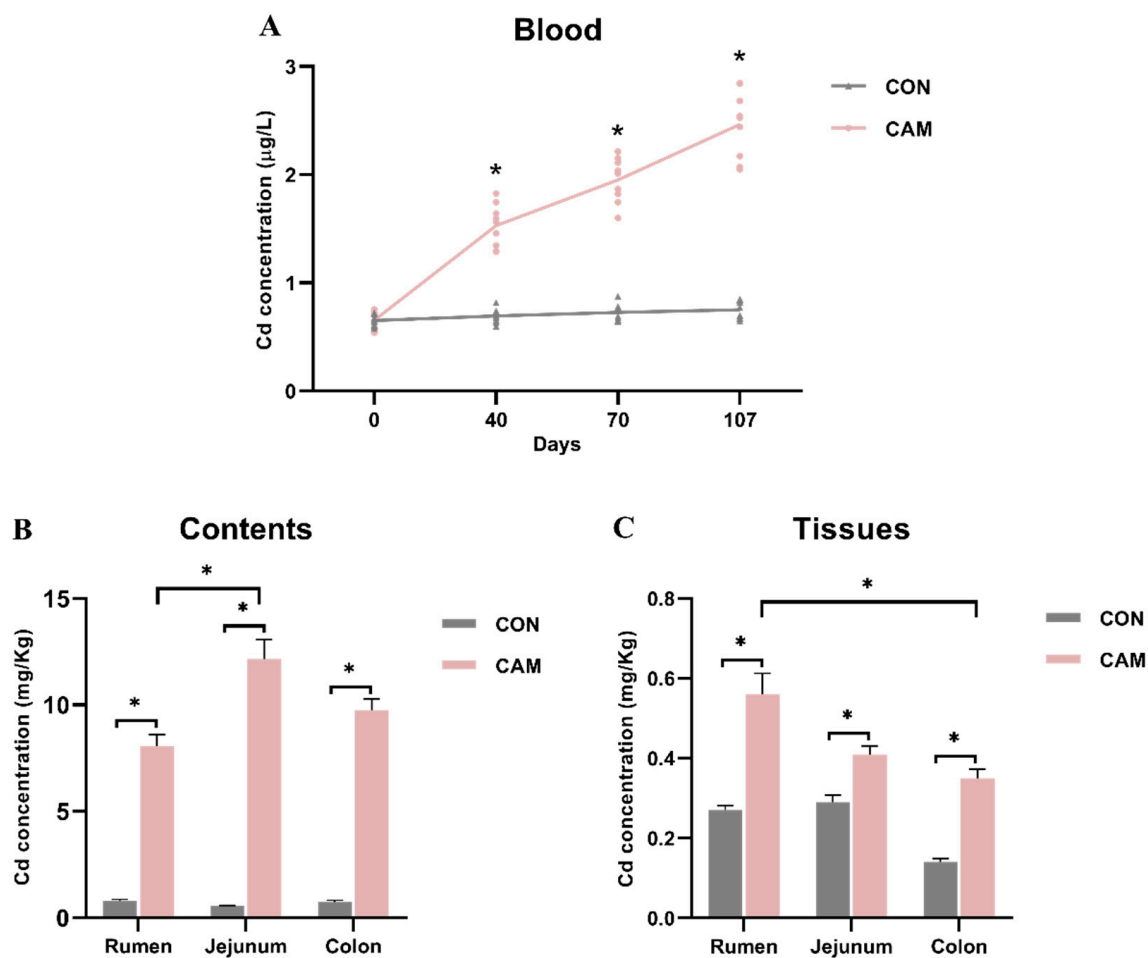 A
Blood
Cd concentration (μg/L)
3
2
1
0
*
*
*
CON
CAM
0 40 70 107
Days
B
Contents
Cd concentration (mg/Kg)
15
10
5
0
*
*
*
*
CON
CAM
Rumen Jejunum Colon
C
Tissues
Cd concentration (mg/Kg)
0.8
0.6
0.4
0.2
0.0
*
*
*
*
CON
CAM
Rumen Jejunum Colon